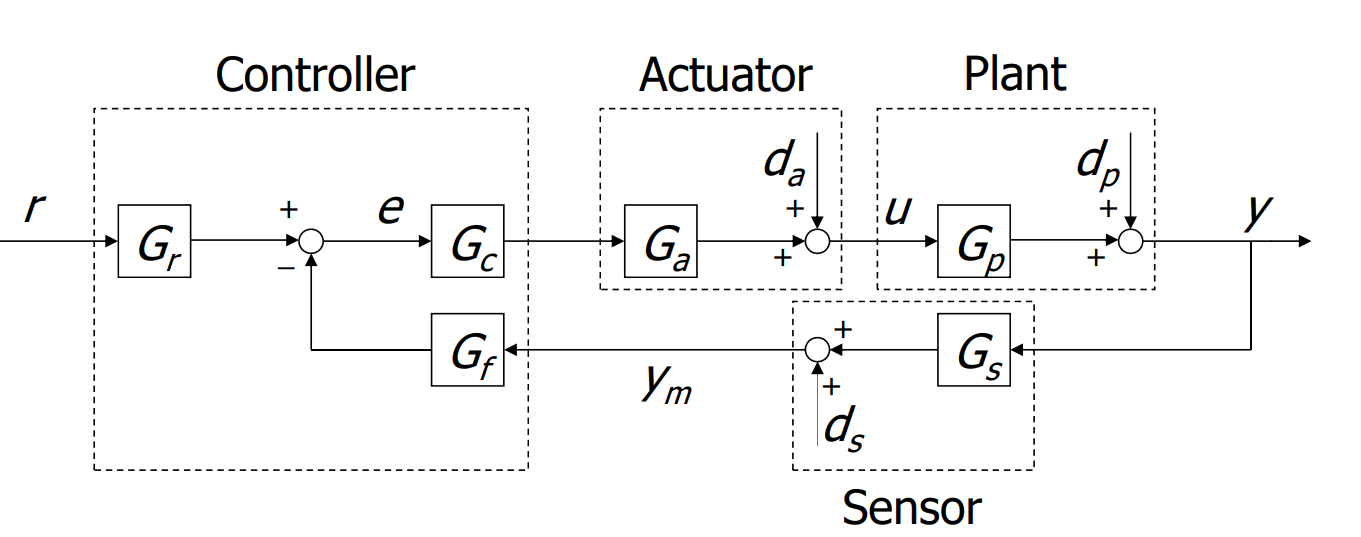 Controller
Actuator
Plant
d_a
d_p
r
+
e
+
u
+
y
G_r
G_c
G_a
G_p
−
+
+
G_f
+
G_s
y_m
+
d_s
Sensor